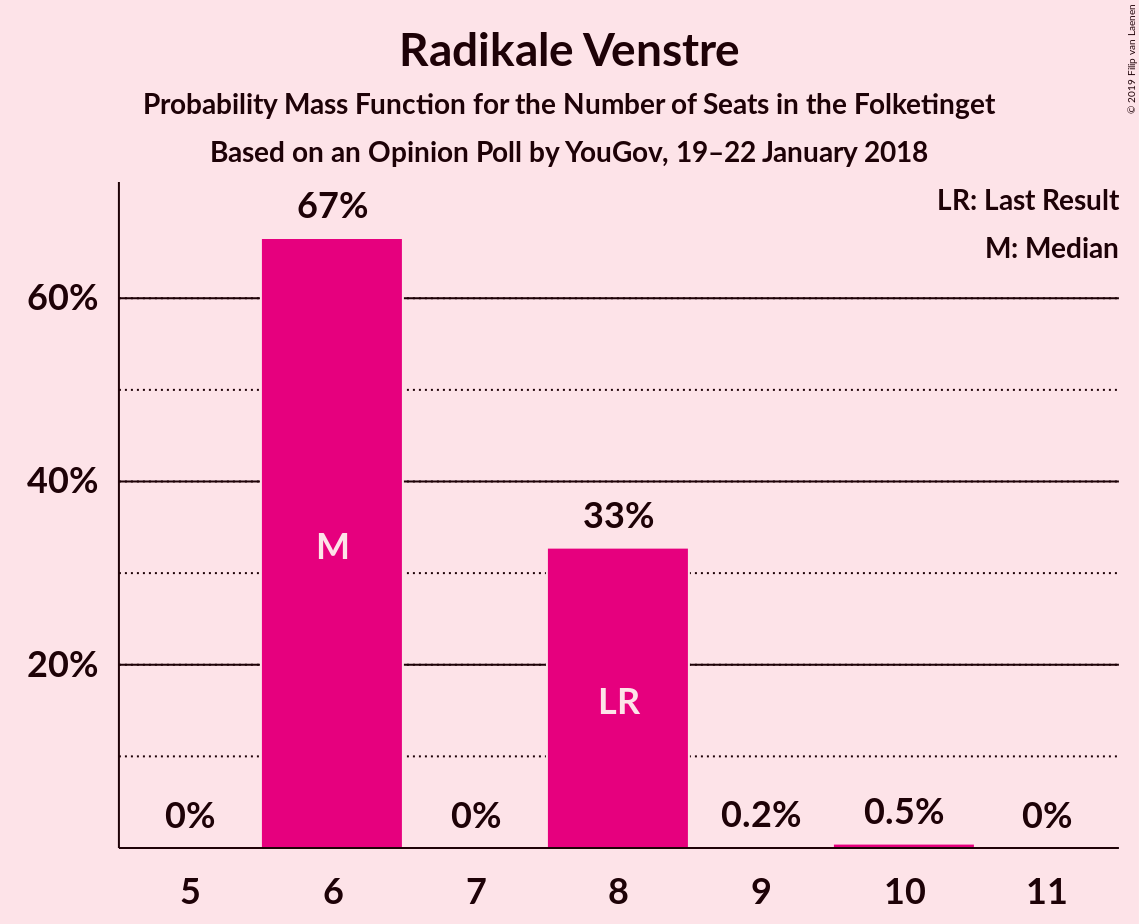 Radikale Venstre
Probability Mass Function for the Number of Seats in the Folketinget
Based on an Opinion Poll by YouGov, 19–22 January 2018
© 2019 Filip van Laenen
LR: Last Result
M: Median
67%
60%
33%
40%
M
20%
LR
0%
0%
0.2%
0.5%
0%
5
6
7
8
9
10
11